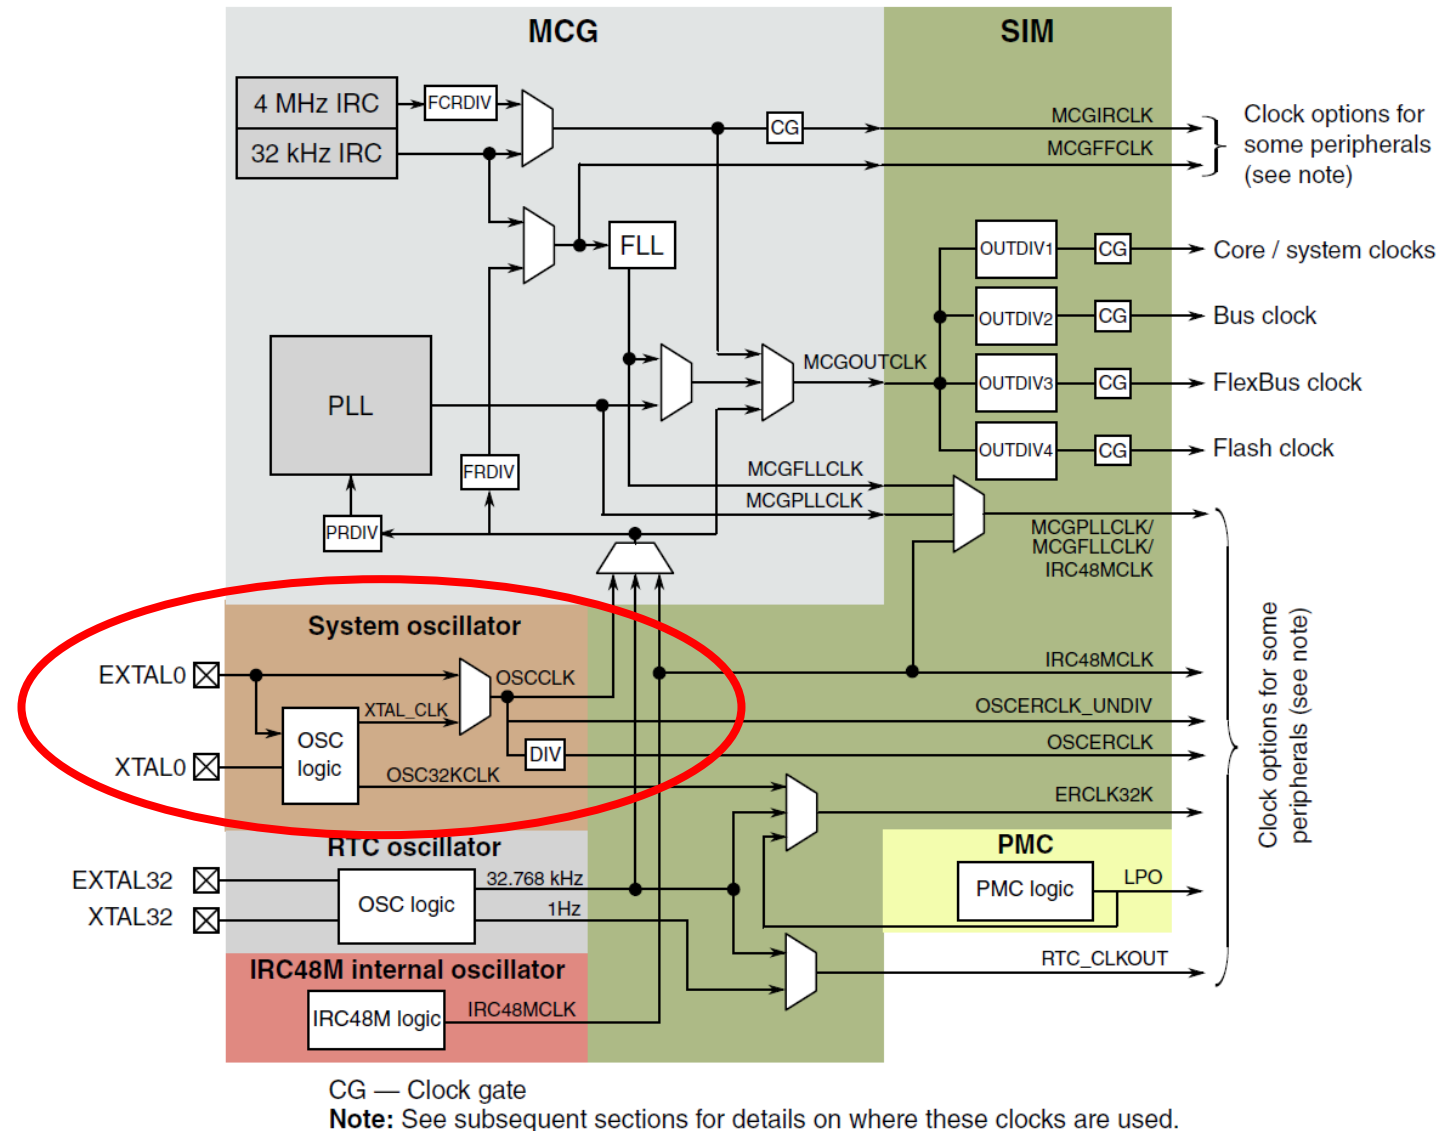 MCG
SIM
4 MHz IRC
FCRDIV
32 kHz IRC
CG
MCGIRCLK
MCGFFCLK
Clock options for
some peripherals
(see note)
FLL
OUTDIV1
CG
Core / system clocks
OUTDIV2
CG
Bus clock
PLL
MCGOUTCLK
OUTDIV3
CG
FlexBus clock
OUTDIV4
CG
Flash clock
FRDIV
MCGFLLCLK
MCGPLLCLK
PRDIV
MCGPLLCLK/
MCGFLLCLK/
IRC48MCLK
System oscillator
EXTAL0
OSCCLK
XTAL_CLK
OSC
logic
XTAL0
DIV
OSC32KCLK
IRC48MCLK
OSCERCLK_UNDIV
OSCERCLK
ERCLK32K
Clock options for some
peripherals (see note)
RTC oscillator
EXTAL32
XTAL32
OSC logic
32.768 kHz
1Hz
PMC
PMC logic
LPO
RTC_CLKOUT
IRC48M internal oscillator
IRC48M logic
IRC48MCLK
CG — Clock gate
Note: See subsequent sections for details on where these clocks are used.